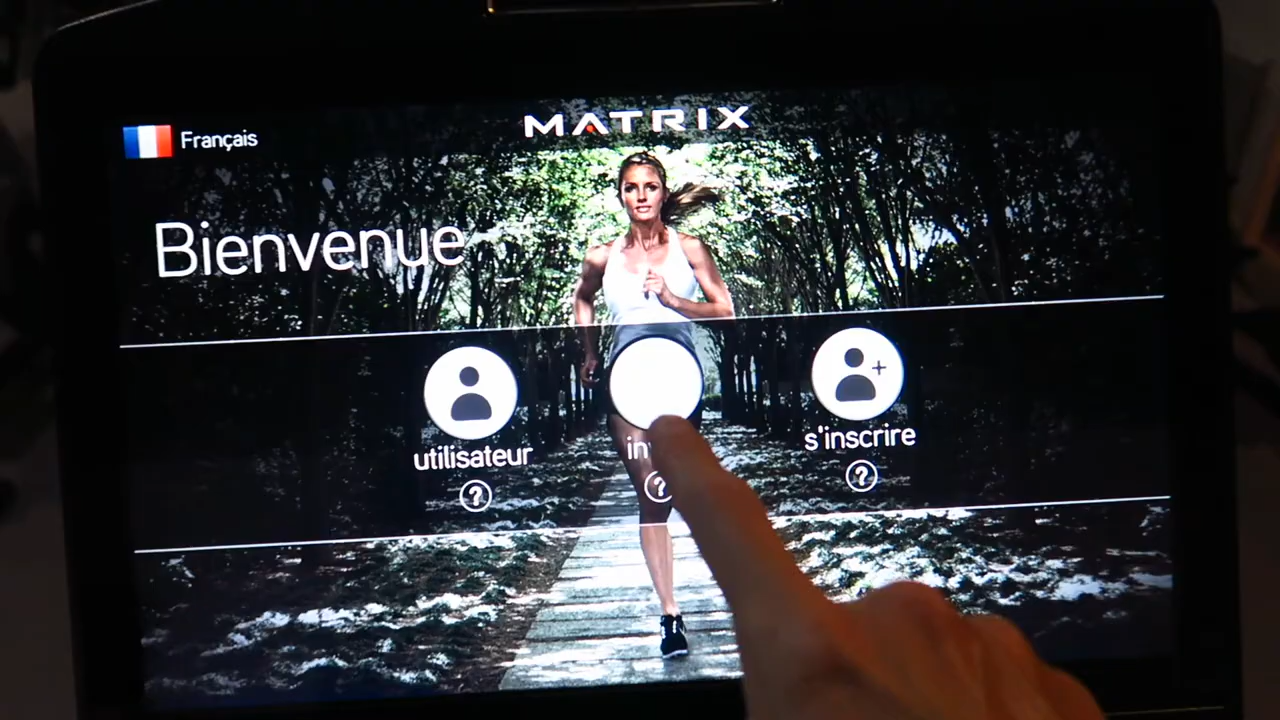 Français
MATRIX
Bienvenue
utilisateur
s'inscrire
?
?
?